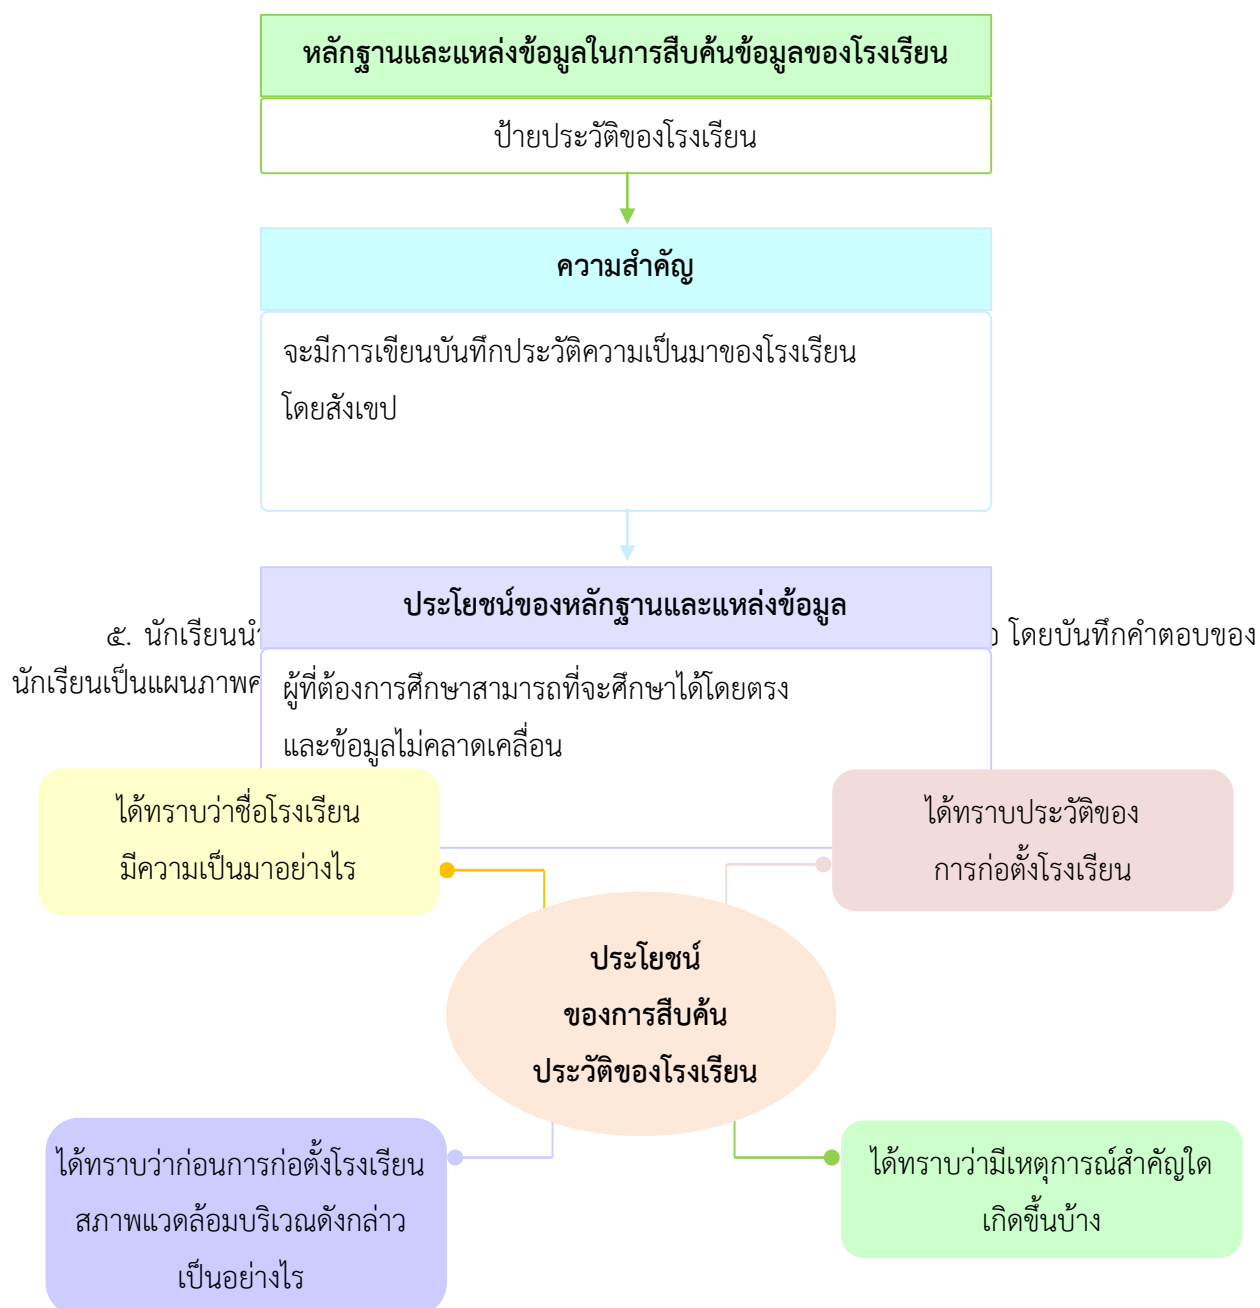 หลักฐานและแหล่งข้อมูลในการสืบค้นข้อมูลของโรงเรียน
ป้ายประวัติของโรงเรียน
ความสำคัญ
จะมีการเขียนบันทึกประวัติความเป็นมาของโรงเรียน
โดยสังเขป
ประโยชน์ของหลักฐานและแหล่งข้อมูล
๕. นักเรียนนำ โดยบันทึกคำตอบของ
นักเรียนเป็นแผนภาพ
ผู้ที่ต้องการศึกษาสามารถที่จะศึกษาได้โดยตรง
และข้อมูลไม่คลาดเคลื่อน
ได้ทราบว่าชื่อโรงเรียน
มีความเป็นมาอย่างไร
ได้ทราบประวัติของ
การก่อตั้งโรงเรียน
ประโยชน์
ของการสืบค้น
ประวัติของโรงเรียน
ได้ทราบว่าก่อนการก่อตั้งโรงเรียน
สภาพแวดล้อมบริเวณดังกล่าว
เป็นอย่างไร
ได้ทราบว่ามีเหตุการณ์สำคัญใด
เกิดขึ้นบ้าง